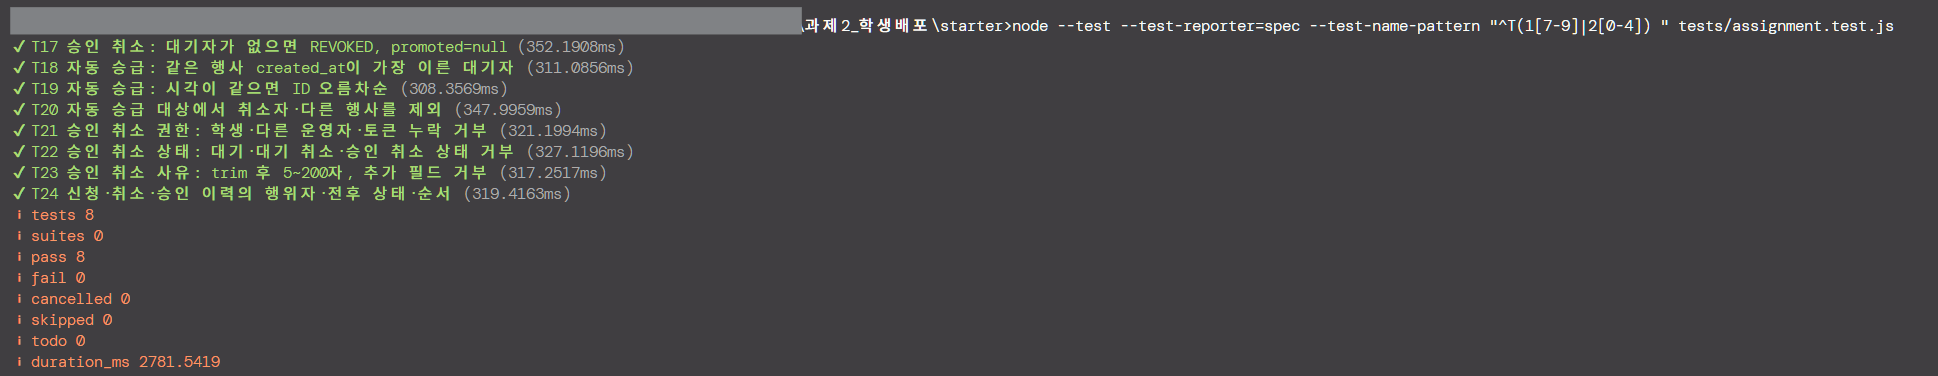 \과제2_학생배포\starter>node --test --test-reporter=spec --test-name-pattern "^T(1[7-9]|2[0-4]) " tests/assignment.test.js
✓ T17 승인 취소: 대기자가 없으면 REVOKED, promoted=null (352.1908ms)
✓ T18 자동 승급: 같은 행사 created_at이 가장 이른 대기자 (311.0856ms)
✓ T19 자동 승급: 시각이 같으면 ID 오름차순 (308.3569ms)
✓ T20 자동 승급 대상에서 취소자·다른 행사를 제외 (347.9959ms)
✓ T21 승인 취소 권한: 학생·다른 운영자·토큰 누락 거부 (321.1994ms)
✓ T22 승인 취소 상태: 대기·대기 취소·승인 취소 상태 거부 (327.1196ms)
✓ T23 승인 취소 사유: trim 후 5~200자, 추가 필드 거부 (317.2517ms)
✓ T24 신청·취소·승인 이력의 행위자·전후 상태·순서 (319.4163ms)
i tests 8
i suites 0
i pass 8
i fail 0
i cancelled 0
i skipped 0
i todo 0
i duration_ms 2781.5419